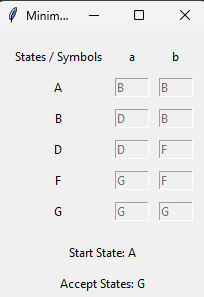 Minim...
States / Symbols a b
A B B
B D B
D D F
F G F
G G G
Start State: A
Accept States: G